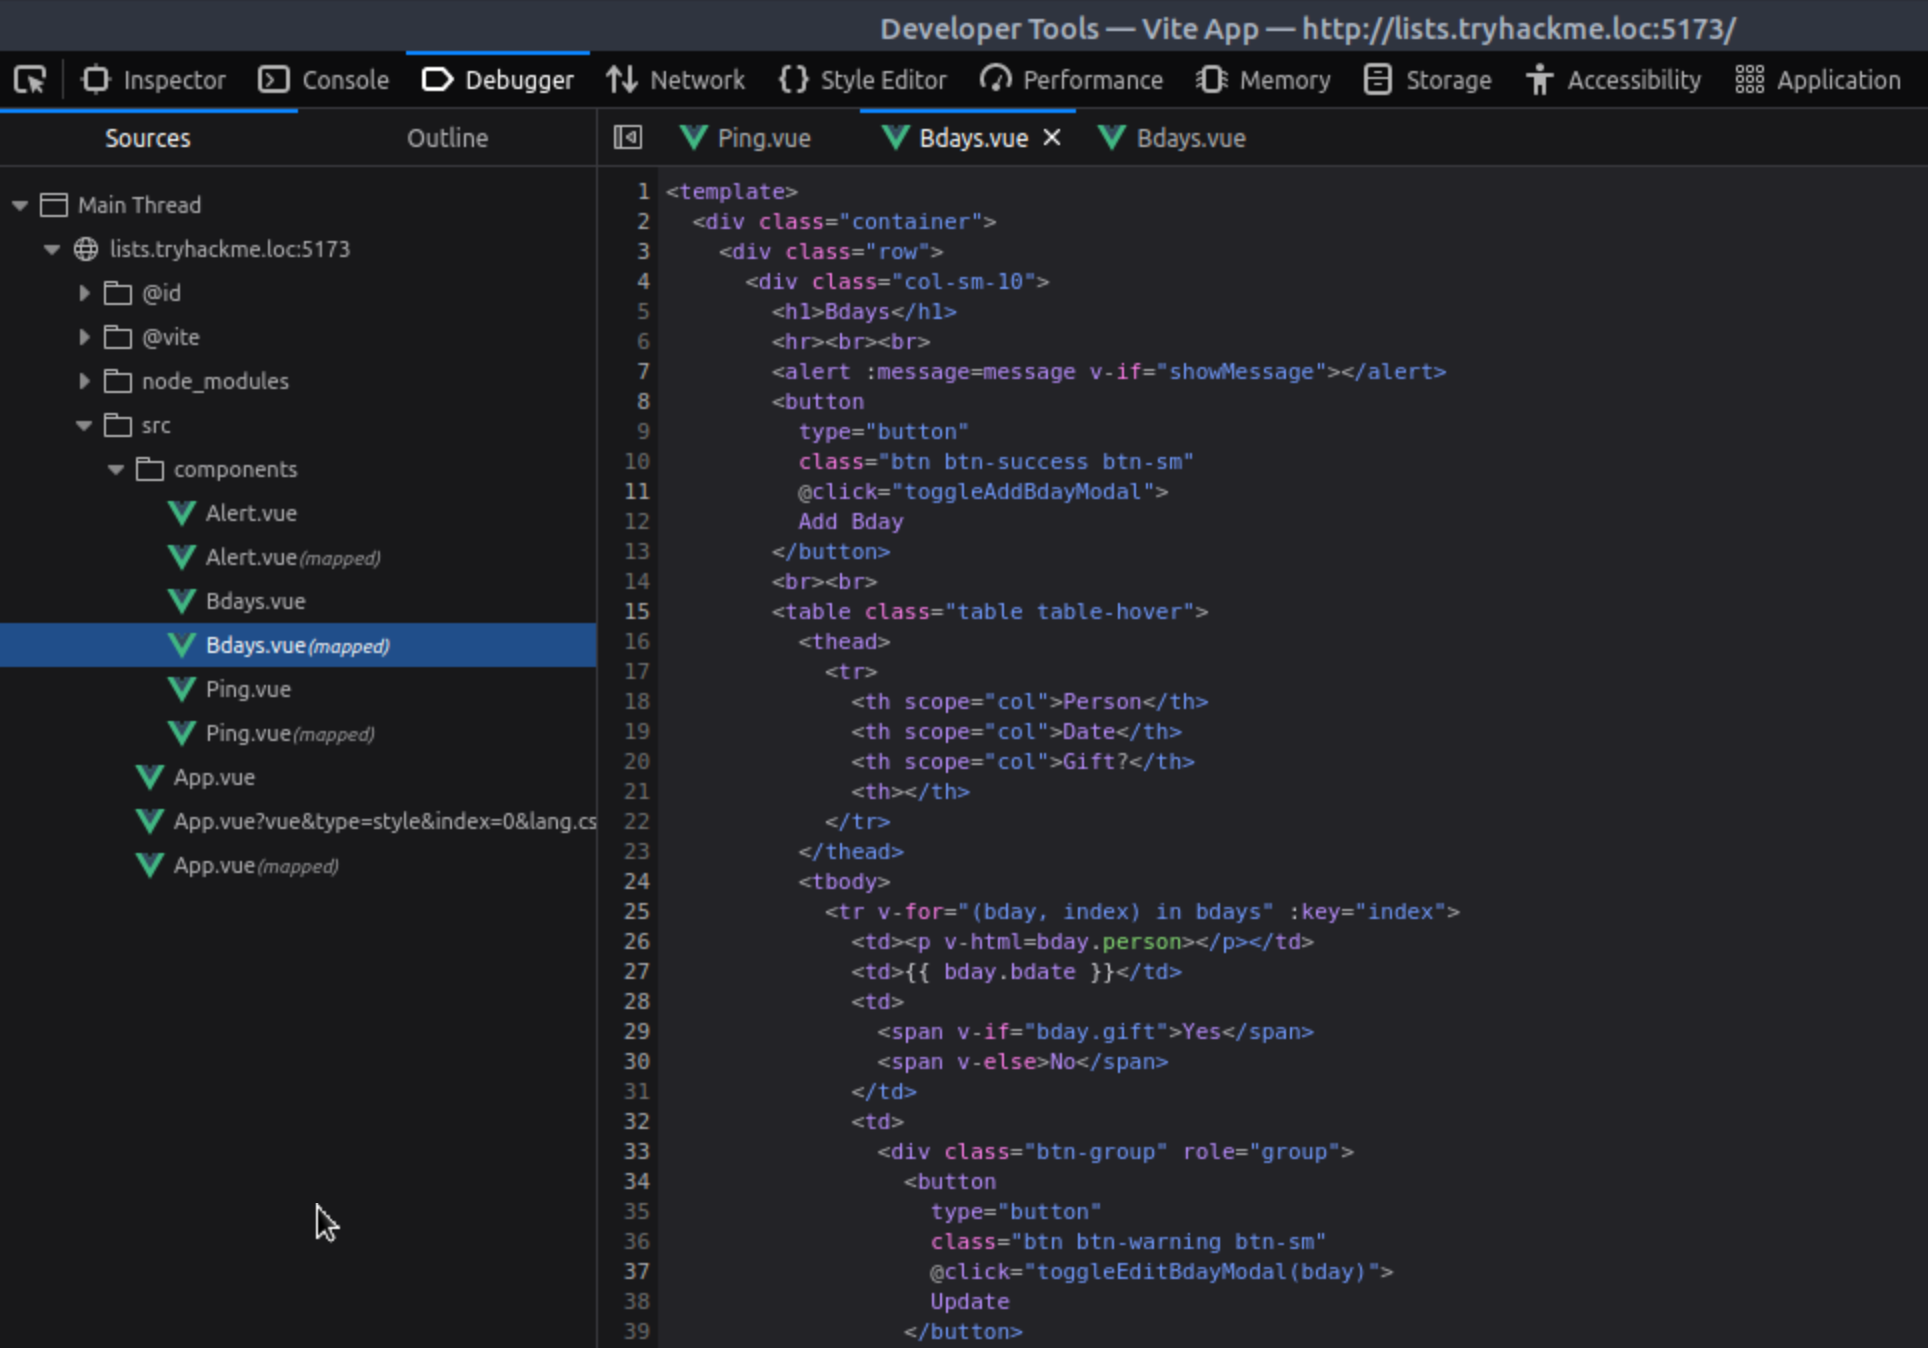 Developer Tools — Vite App — http://lists.tryhackme.loc:5173/
Inspector Console Debugger Network {} Style Editor Performance Memory Storage Accessibility Application
Sources Outline
Main Thread
lists.tryhackme.loc:5173
@id
@vite
node_modules
src
components
Alert.vue
Alert.vue(mapped)
Bdays.vue
Bdays.vue(mapped)
Ping.vue
Ping.vue(mapped)
App.vue
App.vue?vue&type=style&index=0&lang.cs
App.vue(mapped)
Ping.vue Bdays.vue Bdays.vue
1 <template>
2 <div class="container">
3 <div class="row">
4 <div class="col-sm-10">
5 <h1>Bdays</h1>
6 <hr><br><br>
7 <alert :message=message v-if="showMessage"></alert>
8 <button
9 type="button"
10 class="btn btn-success btn-sm"
11 @click="toggleAddBdayModal">
12 Add Bday
13 </button>
14 <br><br>
15 <table class="table table-hover">
16 <thead>
17 <tr>
18 <th scope="col">Person</th>
19 <th scope="col">Date</th>
20 <th scope="col">Gift?</th>
21 <th></th>
22 </tr>
23 </thead>
24 <tbody>
25 <tr v-for="(bday, index) in bdays" :key="index">
26 <td><p v-html=bday.person></p></td>
27 <td>{{ bday.bdate }}</td>
28 <td>
29 <span v-if="bday.gift">Yes</span>
30 <span v-else>No</span>
31 </td>
32 <td>
33 <div class="btn-group" role="group">
34 <button
35 type="button"
36 class="btn btn-warning btn-sm"
37 @click="toggleEditBdayModal(bday)">
38 Update
39 </button>